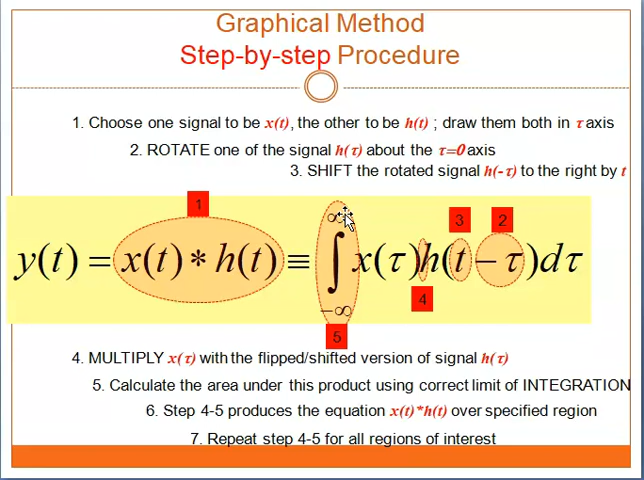 Graphical Method
Step-by-step Procedure
1. Choose one signal to be x(t), the other to be h(t) ; draw them both in τ axis
2. ROTATE one of the signal h(τ) about the τ=0 axis
3. SHIFT the rotated signal h(-τ) to the right by t
1
3
2
y(t) = x(t) * h(t) ≡ ∫_{-∞}^{∞} x(τ)h(t − τ)dτ
4
5
4. MULTIPLY x(τ) with the flipped/shifted version of signal h(τ)
5. Calculate the area under this product using correct limit of INTEGRATION
6. Step 4-5 produces the equation x(t)*h(t) over specified region
7. Repeat step 4-5 for all regions of interest